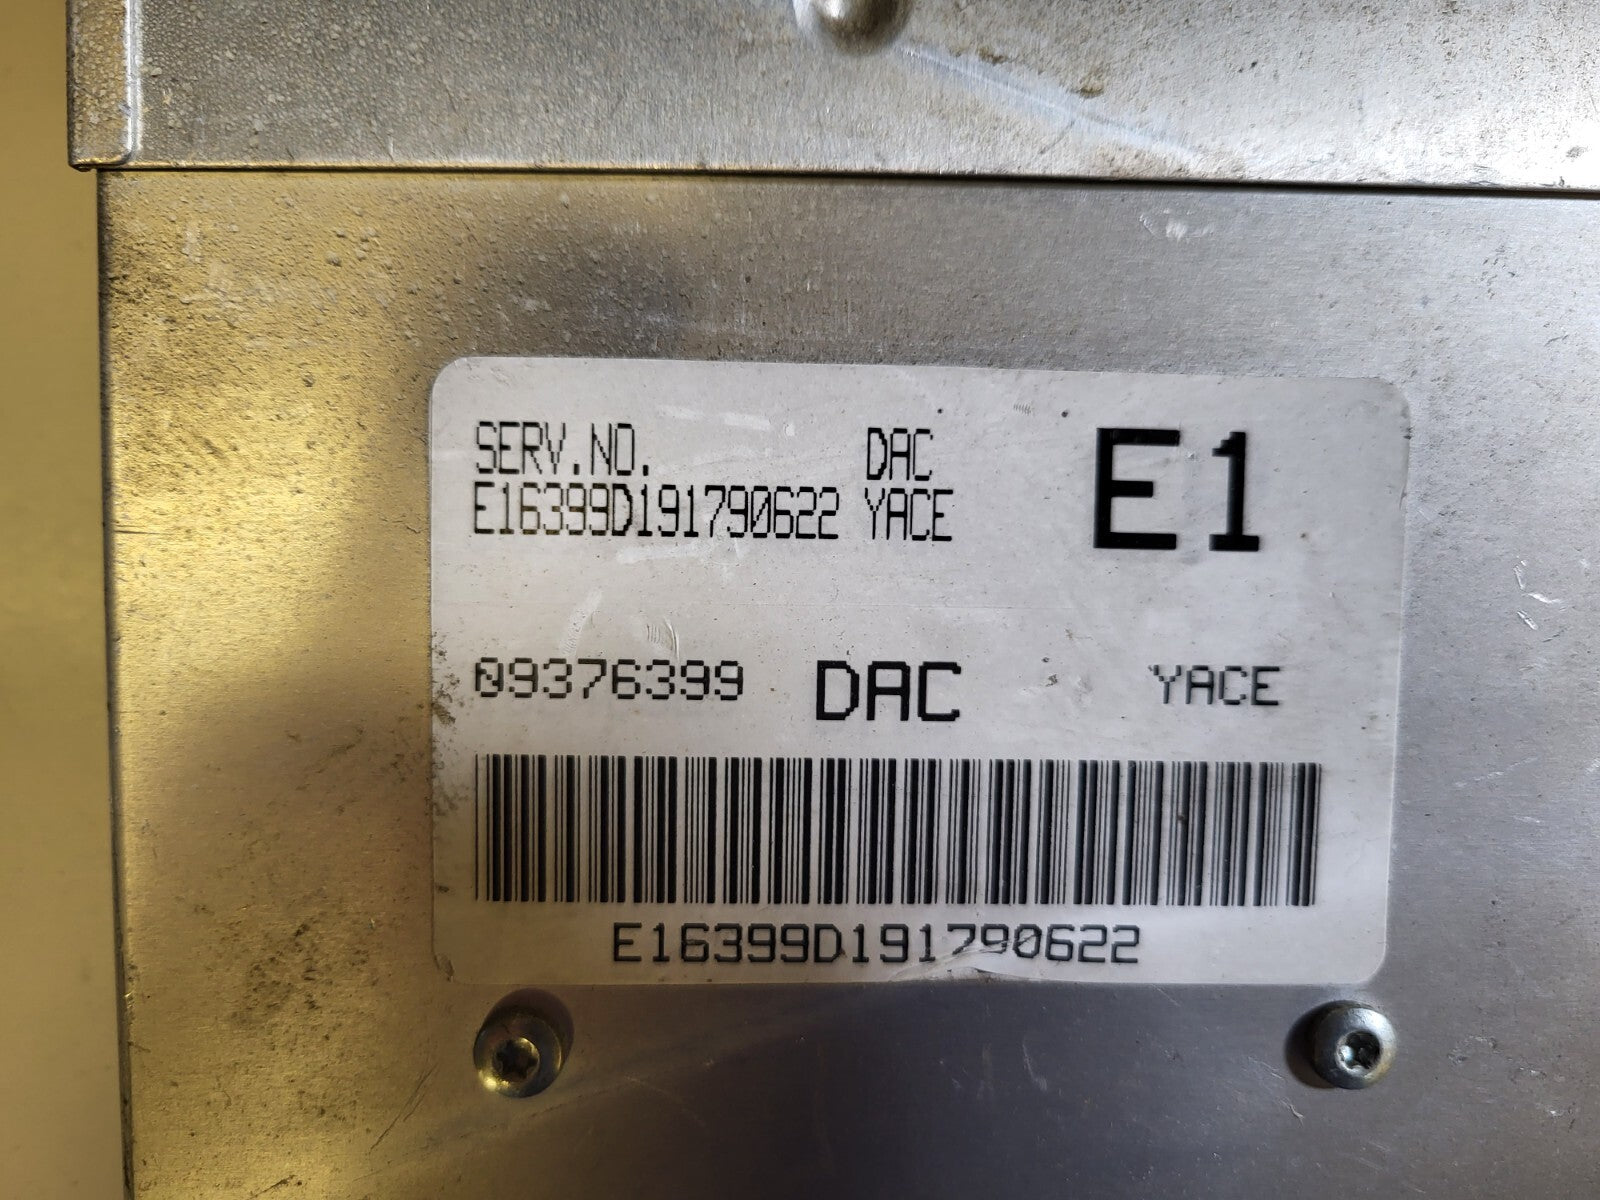 SERV.NO. DAC E1
E16399D191790622 YACE
09376399 DAC YACE
E16399D191790622